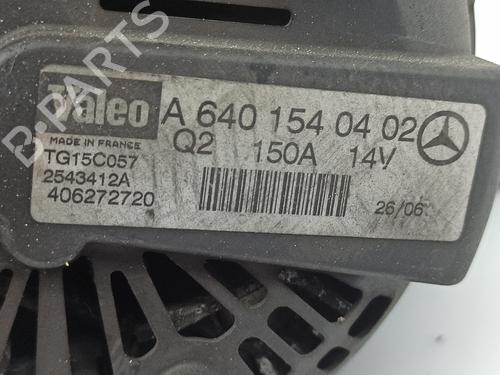 B-PARTS
Valeo
A 640 154 04 02
MADE IN FRANCE
Q2 150A 14V
TG15C057
2543412A
406272720
26/06